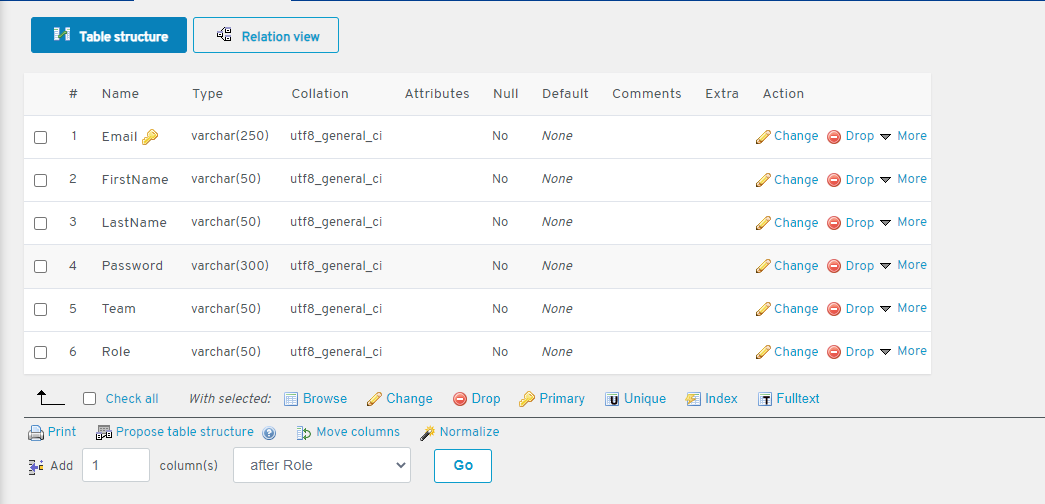 Table structure Relation view
# Name Type Collation Attributes Null Default Comments Extra Action
1 Email varchar(250) utf8_general_ci No None Change Drop More
2 FirstName varchar(50) utf8_general_ci No None Change Drop More
3 LastName varchar(50) utf8_general_ci No None Change Drop More
4 Password varchar(300) utf8_general_ci No None Change Drop More
5 Team varchar(50) utf8_general_ci No None Change Drop More
6 Role varchar(50) utf8_general_ci No None Change Drop More
Check all With selected: Browse Change Drop Primary U Unique Index T Fulltext
Print Propose table structure ? Move columns Normalize
Add 1 column(s) after Role Go